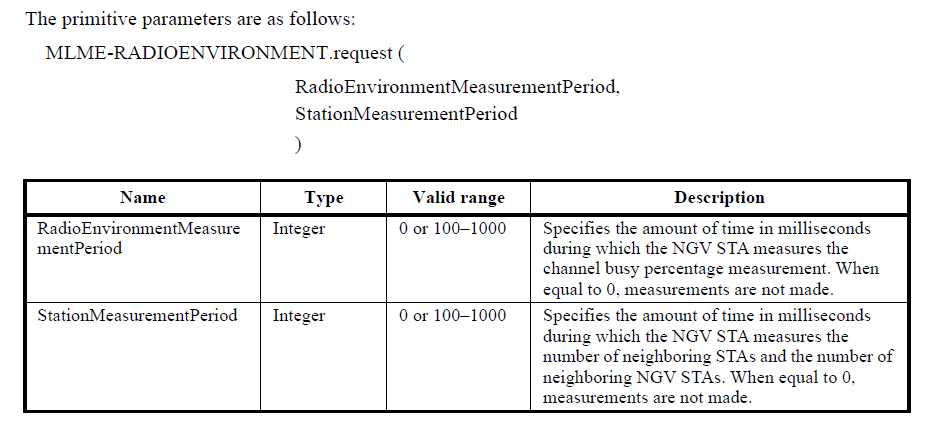 The primitive parameters are as follows:
MLME-RADIOENVIRONMENT.request (
RadioEnvironmentMeasurementPeriod,
StationMeasurementPeriod
)
Name Type Valid range Description
RadioEnvironmentMeasure Integer 0 or 100–1000 Specifies the amount of time in milliseconds
mentPeriod during which the NGV STA measures the
channel busy percentage measurement. When
equal to 0, measurements are not made.
StationMeasurementPeriod Integer 0 or 100–1000 Specifies the amount of time in milliseconds
during which the NGV STA measures the
number of neighboring STAs and the number of
neighboring NGV STAs. When equal to 0,
measurements are not made.